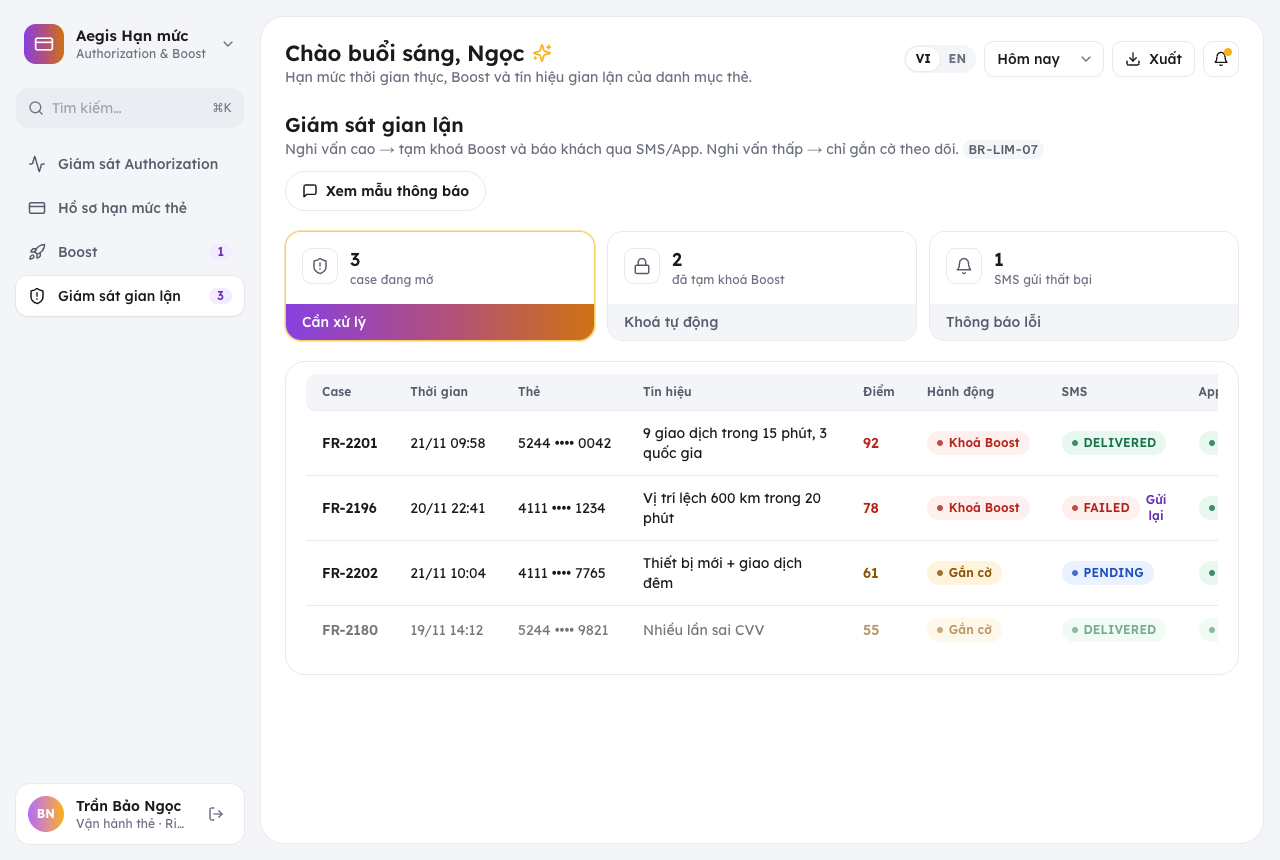 Aegis Hạn mức
Authorization & Boost
Tìm kiếm...
⌘K
Giám sát Authorization
Hồ sơ hạn mức thẻ
Boost 1
Giám sát gian lận 3
BN
Trần Bảo Ngọc
Vận hành thẻ · Ri...
Chào buổi sáng, Ngọc
Hạn mức thời gian thực, Boost và tín hiệu gian lận của danh mục thẻ.
VI EN
Hôm nay
Xuất
Giám sát gian lận
Nghi vấn cao → tạm khoá Boost và báo khách qua SMS/App. Nghi vấn thấp → chỉ gắn cờ theo dõi. BR-LIM-07
Xem mẫu thông báo
3
case đang mở
Cần xử lý
2
đã tạm khoá Boost
Khoá tự động
1
SMS gửi thất bại
Thông báo lỗi
Case Thời gian Thẻ Tín hiệu Điểm Hành động SMS App
FR-2201 21/11 09:58 5244 •••• 0042 9 giao dịch trong 15 phút, 3 quốc gia 92 Khoá Boost DELIVERED
FR-2196 20/11 22:41 4111 •••• 1234 Vị trí lệch 600 km trong 20 phút 78 Khoá Boost FAILED Gửi lại
FR-2202 21/11 10:04 4111 •••• 7765 Thiết bị mới + giao dịch đêm 61 Gắn cờ PENDING
FR-2180 19/11 14:12 5244 •••• 9821 Nhiều lần sai CVV 55 Gắn cờ DELIVERED